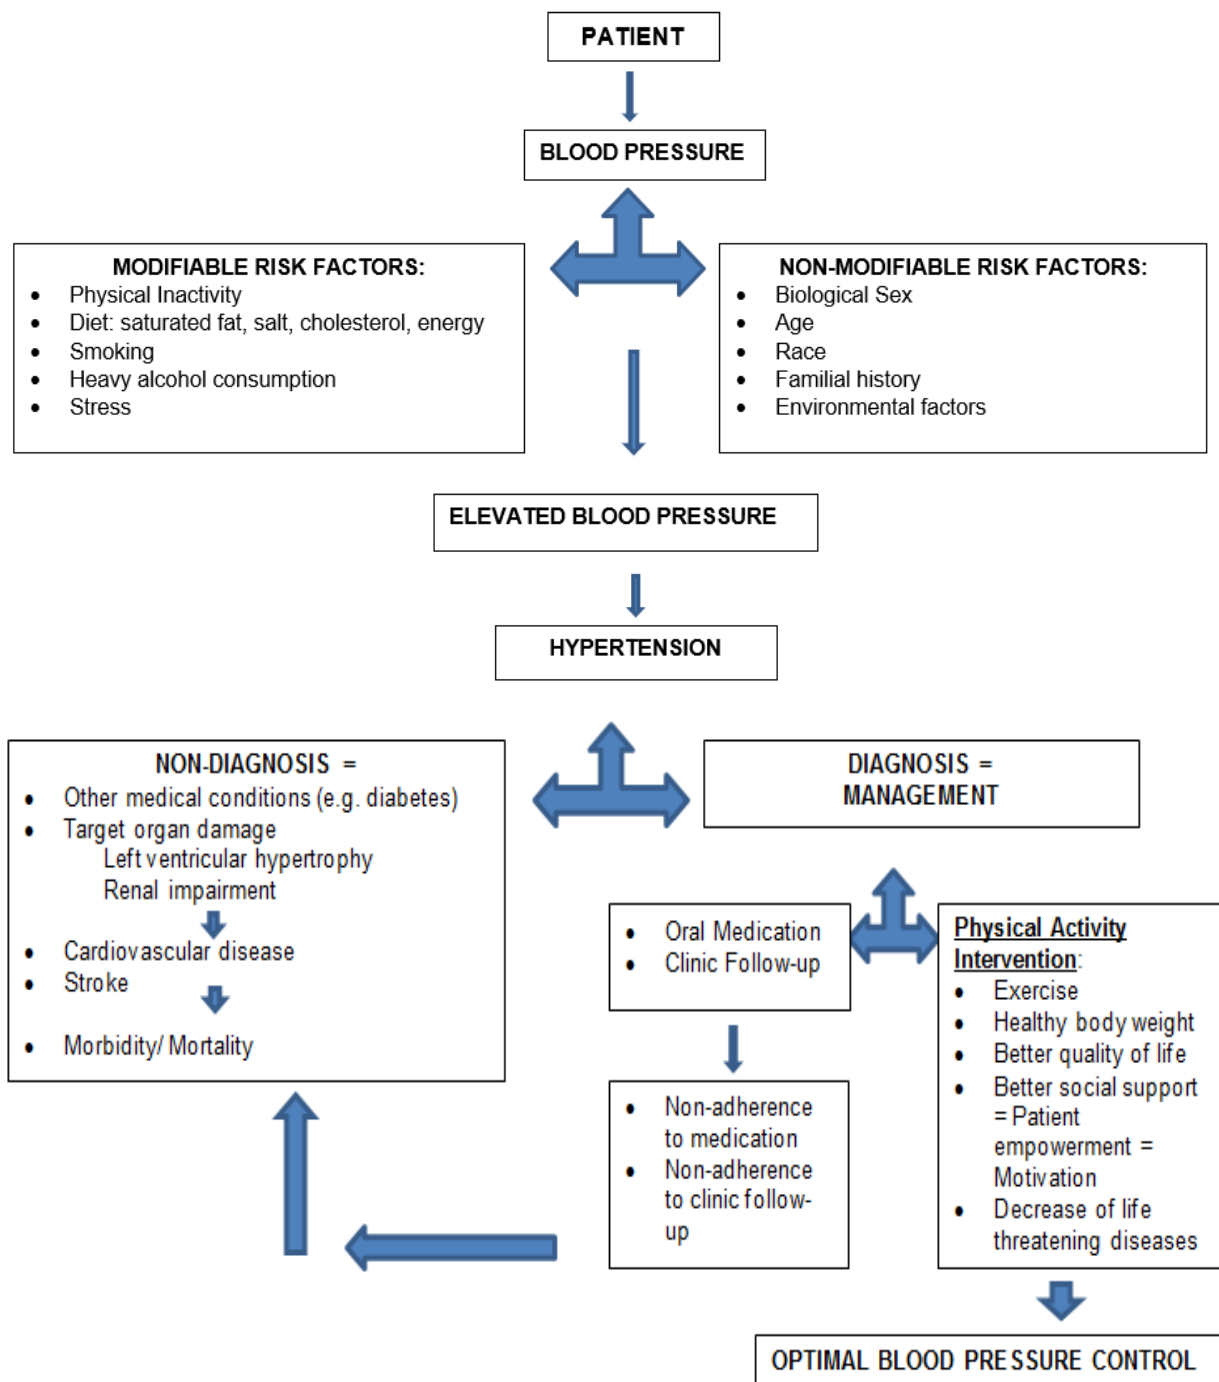 PATIENT
BLOOD PRESSURE
MODIFIABLE RISK FACTORS:
• Physical Inactivity
• Diet: saturated fat, salt, cholesterol, energy
• Smoking
• Heavy alcohol consumption
• Stress
NON-MODIFIABLE RISK FACTORS:
• Biological Sex
• Age
• Race
• Familial history
• Environmental factors
ELEVATED BLOOD PRESSURE
HYPERTENSION
NON-DIAGNOSIS =
• Other medical conditions (e.g. diabetes)
• Target organ damage
Left ventricular hypertrophy
Renal impairment
• Cardiovascular disease
• Stroke
• Morbidity/ Mortality
DIAGNOSIS =
MANAGEMENT
• Oral Medication
• Clinic Follow-up
• Non-adherence
to medication
• Non-adherence
to clinic follow-
up
Physical Activity
Intervention:
• Exercise
• Healthy body weight
• Better quality of life
• Better social support
= Patient
empowerment =
Motivation
• Decrease of life
threatening diseases
OPTIMAL BLOOD PRESSURE CONTROL